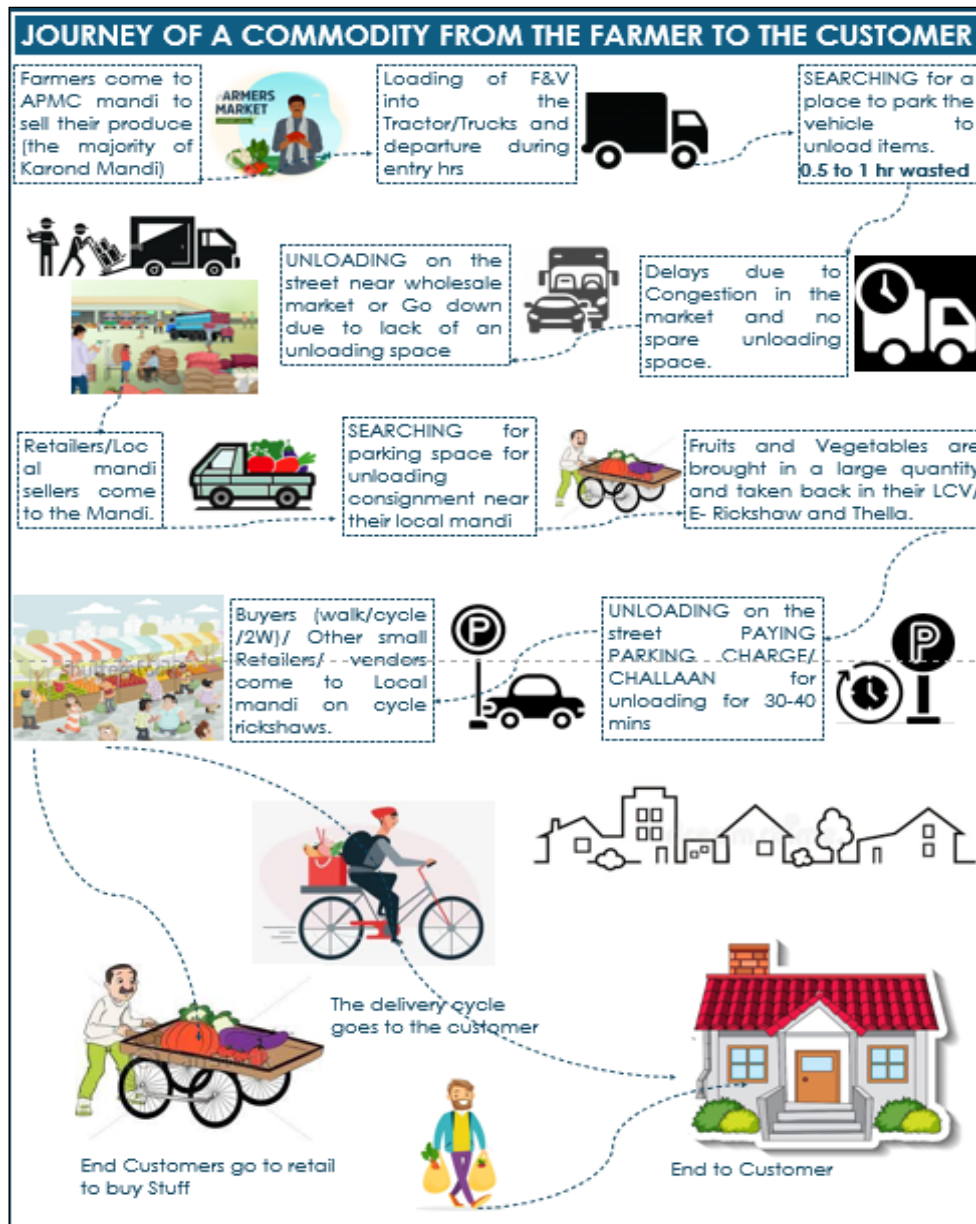 JOURNEY OF A COMMODITY FROM THE FARMER TO THE CUSTOMER
Farmers come to
APMC mandi to
sell their produce
(the majority of
Karond Mandi)
FARMERS
MARKET
Loading of F&V
into the
Tractor/Trucks and
departure during
entry hrs
SEARCHING for a
place to park the
vehicle to
unload items.
0.5 to 1 hr wasted
UNLOADING on the
street near wholesale
market or Go down
due to lack of an
unloading space
Delays due to
Congestion in the
market and no
spare unloading
space.
Retailers/Loc
al mandi
sellers come
to the Mandi.
SEARCHING for
parking space for
unloading
consignment near
their local mandi
Fruits and Vegetables are
brought in a large quantity
and taken back in their LCV/
E- Rickshaw and Thella.
Buyers (walk/cycle
/2W)/ Other small
Retailers/ vendors
come to Local
mandi on cycle
rickshaws.
P
UNLOADING on the
street PAYING
PARKING CHARGE/
CHALLAAN for
unloading for 30-40
mins
P
The delivery cycle
goes to the customer
End Customers go to retail
to buy Stuff
End to Customer